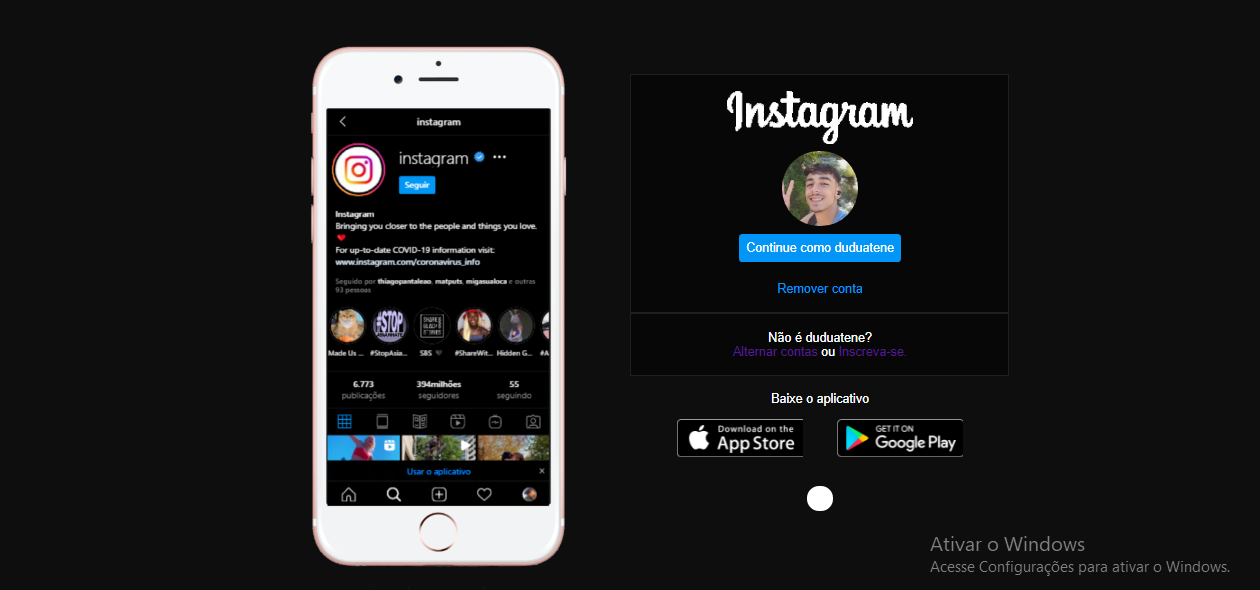 instagram
instagram
Seguir
Instagram
Bringing you closer to the people and things you love.
For up-to-date COVID-19 information visit:
www.instagram.com/coronavirus_info
Seguido por thiagopantaleao, matputs, migasualoca e outras
93 pessoas
#STOP
SHARE
BLACK
STORIES
Made Us ...
#StopAsia...
SBS
#ShareWit...
Hidden G...
#A
6.773
394milhões
55
publicações
seguidores
seguindo
Usar o aplicativo
Instagram
Continue como duduatene
Remover conta
Não é duduatene?
Alternar contas ou Inscreva-se.
Baixe o aplicativo
Download on the
App Store
GET IT ON
Google Play
Ativar o Windows
Acesse Configurações para ativar o Windows.